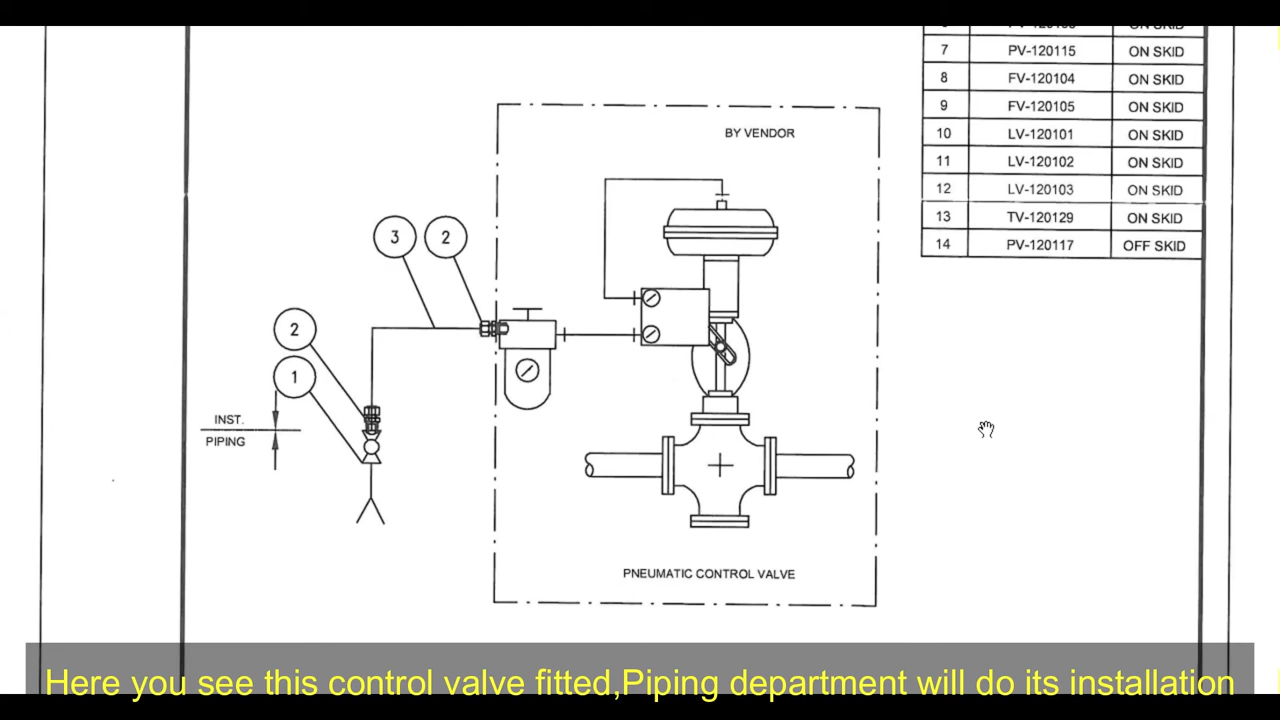 7 PV-120115 ON SKID
8 FV-120104 ON SKID
9 FV-120105 ON SKID
10 LV-120101 ON SKID
11 LV-120102 ON SKID
12 LV-120103 ON SKID
13 TV-120129 ON SKID
14 PV-120117 OFF SKID
BY VENDOR
3 2
2
1
INST.
PIPING
PNEUMATIC CONTROL VALVE
Here you see this control valve fitted,Piping department will do its installation